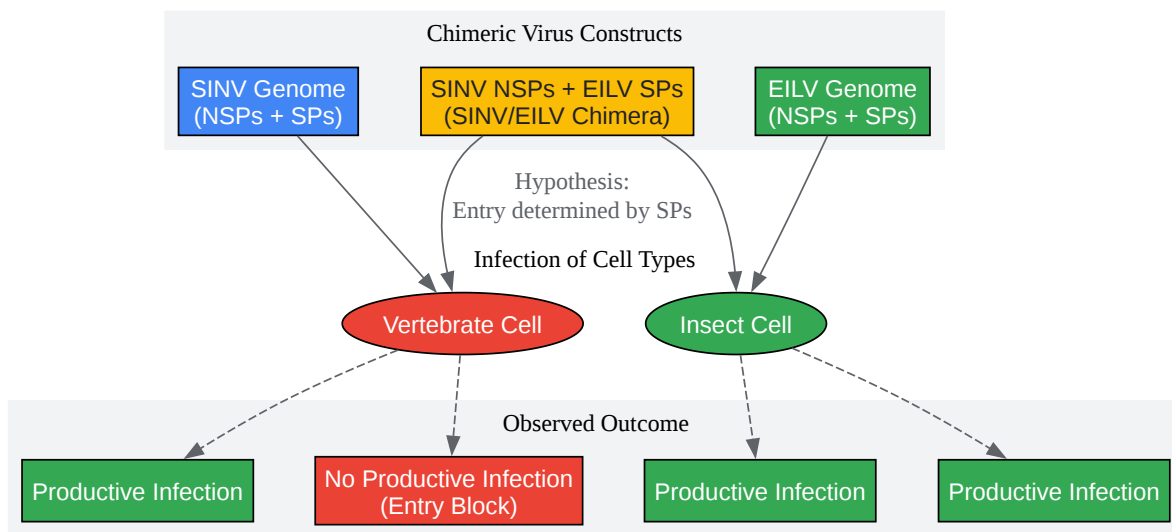 Chimeric Virus Constructs
SINV Genome
(NSPs + SPs)
SINV NSPs + EILV SPs
(SINV/EILV Chimera)
EILV Genome
(NSPs + SPs)
Hypothesis:
Entry determined by SPs
Infection of Cell Types
Vertebrate Cell
Insect Cell
Observed Outcome
Productive Infection
No Productive Infection
(Entry Block)
Productive Infection
Productive Infection